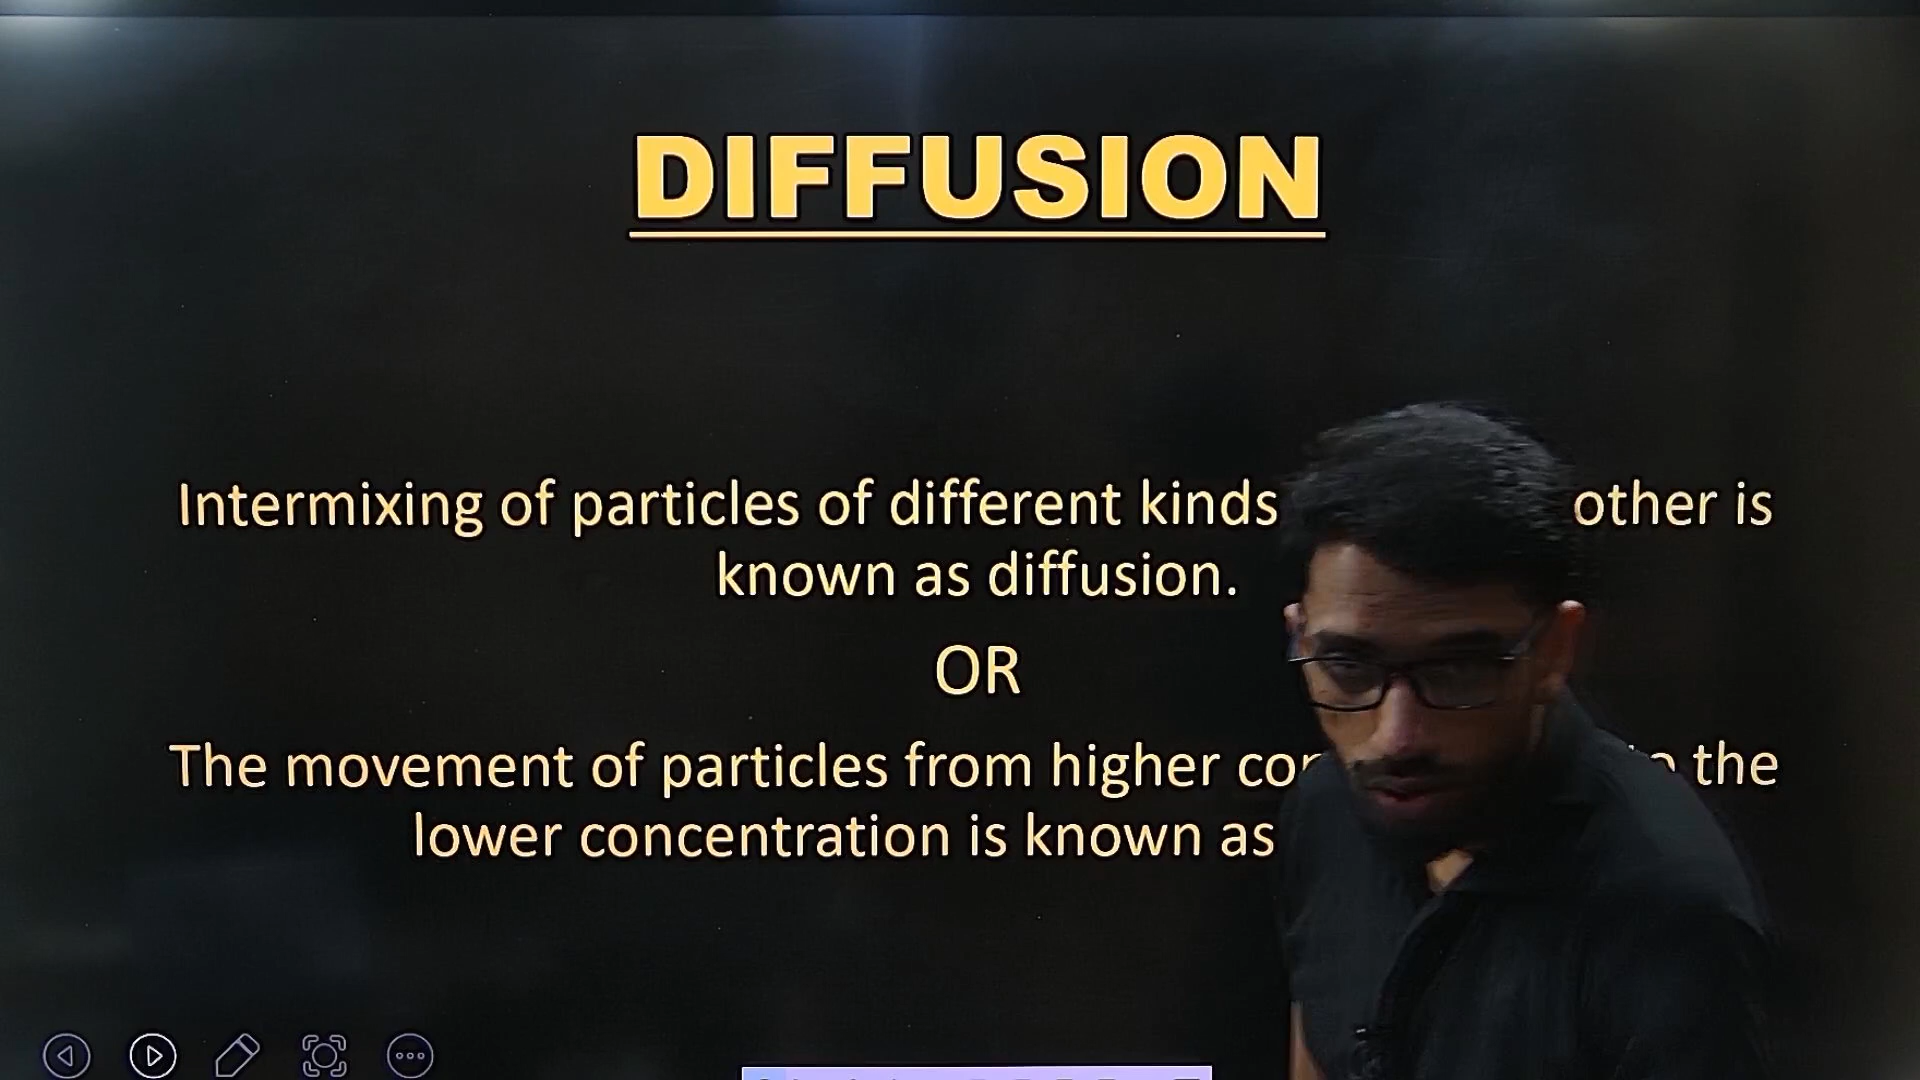 DIFFUSION
Intermixing of particles of different kinds other is
known as diffusion.
OR
The movement of particles from higher the
lower concentration is known as